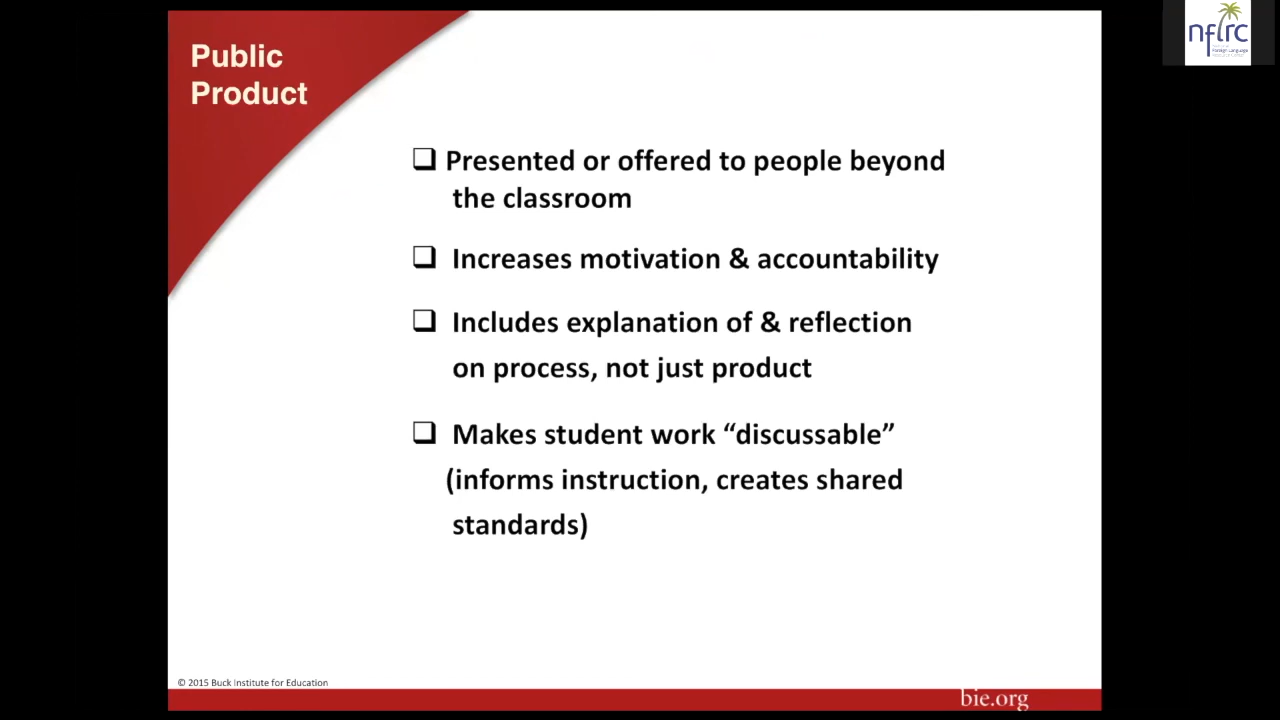 Public
Product
❑ Presented or offered to people beyond
the classroom
❑ Increases motivation & accountability
❑ Includes explanation of & reflection
on process, not just product
❑ Makes student work “discussable”
(informs instruction, creates shared
standards)
© 2015 Buck Institute for Education
bie.org
nflrc
Foreign Language